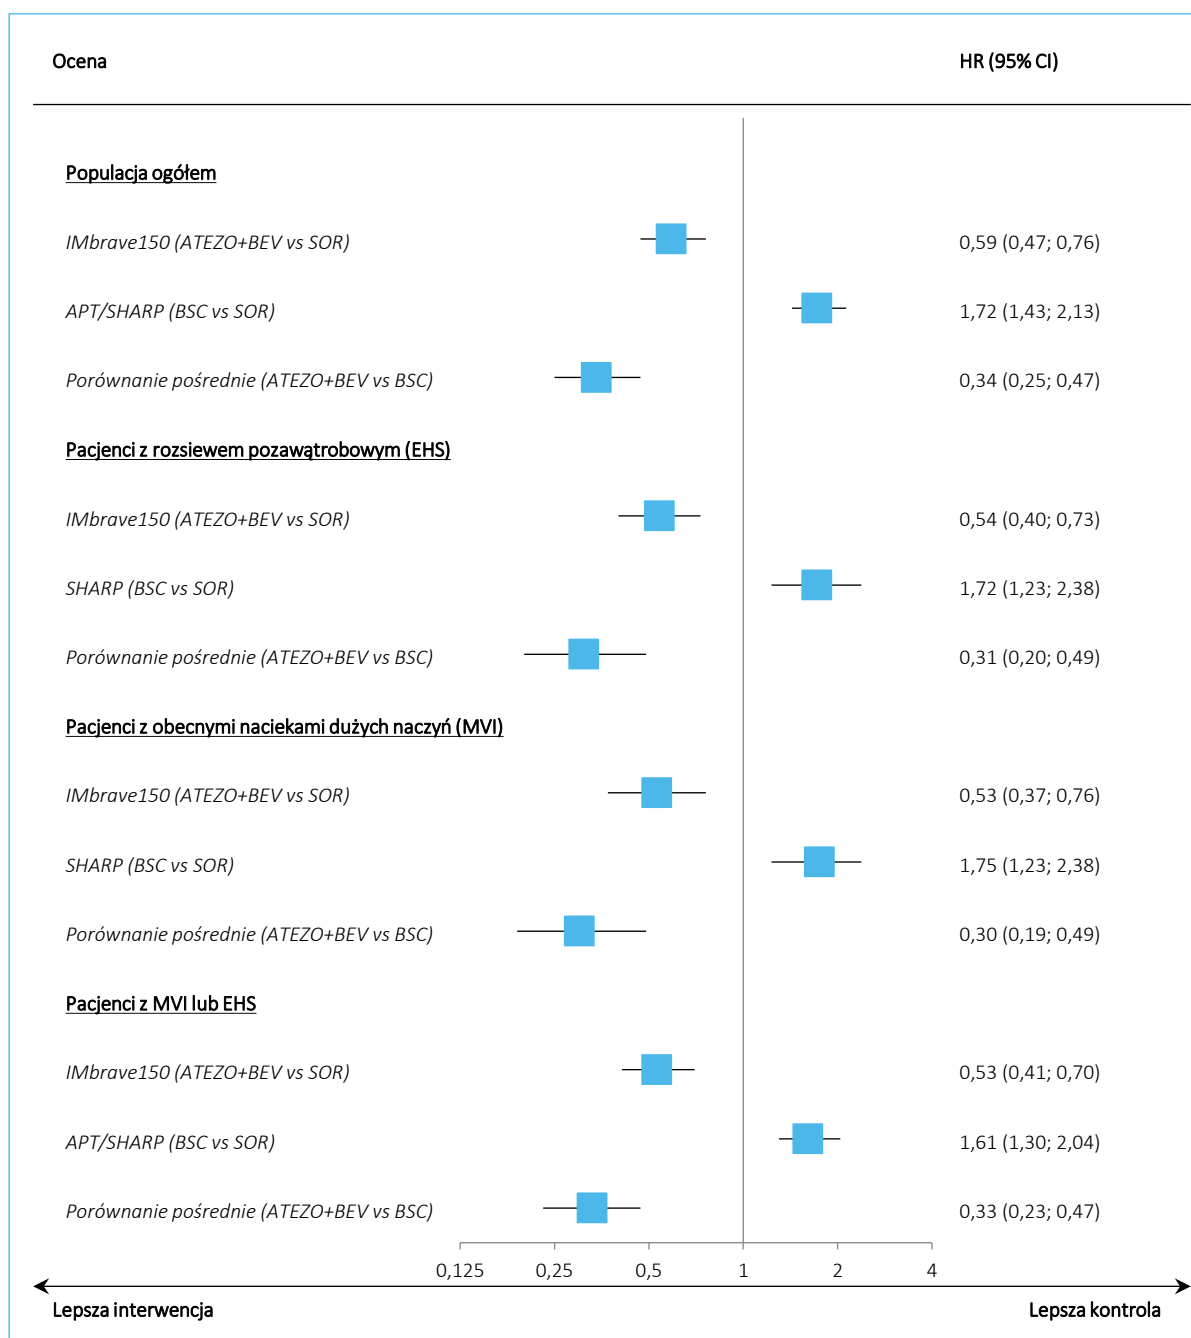 Ocena HR (95% CI)
Populacja ogółem
IMbrave150 (ATEZO+BEV vs SOR) 0,59 (0,47; 0,76)
APT/SHARP (BSC vs SOR) 1,72 (1,43; 2,13)
Porównanie pośrednie (ATEZO+BEV vs BSC) 0,34 (0,25; 0,47)
Pacjenci z rozsiewem pozawątrobowym (EHS)
IMbrave150 (ATEZO+BEV vs SOR) 0,54 (0,40; 0,73)
SHARP (BSC vs SOR) 1,72 (1,23; 2,38)
Porównanie pośrednie (ATEZO+BEV vs BSC) 0,31 (0,20; 0,49)
Pacjenci z obecnymi naciekami dużych naczyń (MVI)
IMbrave150 (ATEZO+BEV vs SOR) 0,53 (0,37; 0,76)
SHARP (BSC vs SOR) 1,75 (1,23; 2,38)
Porównanie pośrednie (ATEZO+BEV vs BSC) 0,30 (0,19; 0,49)
Pacjenci z MVI lub EHS
IMbrave150 (ATEZO+BEV vs SOR) 0,53 (0,41; 0,70)
APT/SHARP (BSC vs SOR) 1,61 (1,30; 2,04)
Porównanie pośrednie (ATEZO+BEV vs BSC) 0,33 (0,23; 0,47)
0,125 0,25 0,5 1 2 4
Lepsza interwencja Lepsza kontrola